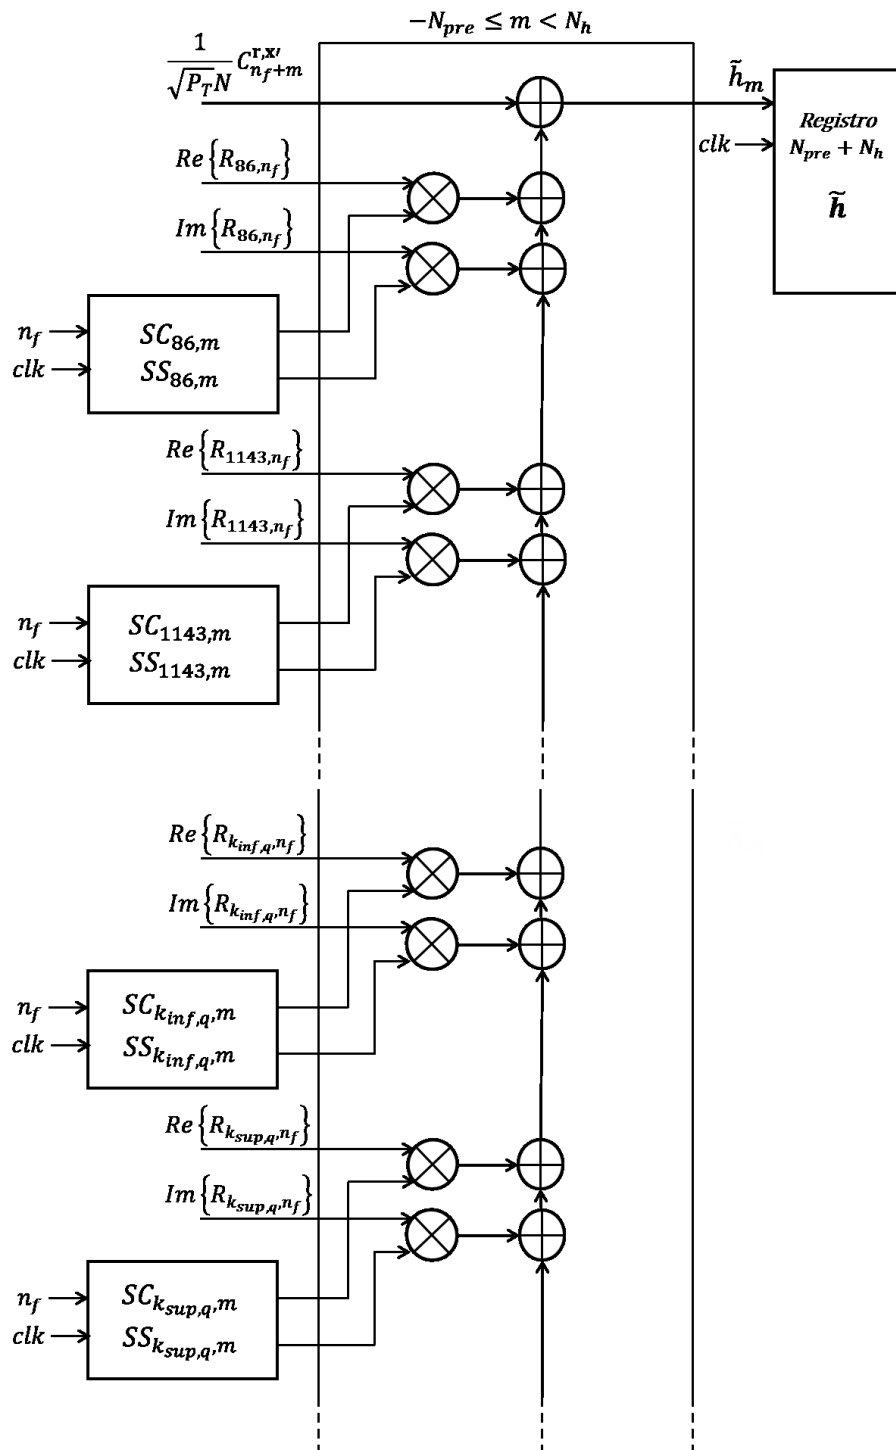 −N_pre ≤ m < N_h
1/(√P_T N) C^{r,x′}_{n_f+m}
h̃_m
Registro
N_pre + N_h
h̃
clk
Re{R_{86,n_f}}
Im{R_{86,n_f}}
n_f
clk
SC_{86,m}
SS_{86,m}
Re{R_{1143,n_f}}
Im{R_{1143,n_f}}
n_f
clk
SC_{1143,m}
SS_{1143,m}
Re{R_{k_{inf,q},n_f}}
Im{R_{k_{inf,q},n_f}}
n_f
clk
SC_{k_{inf,q},m}
SS_{k_{inf,q},m}
Re{R_{k_{sup,q},n_f}}
Im{R_{k_{sup,q},n_f}}
n_f
clk
SC_{k_{sup,q},m}
SS_{k_{sup,q},m}